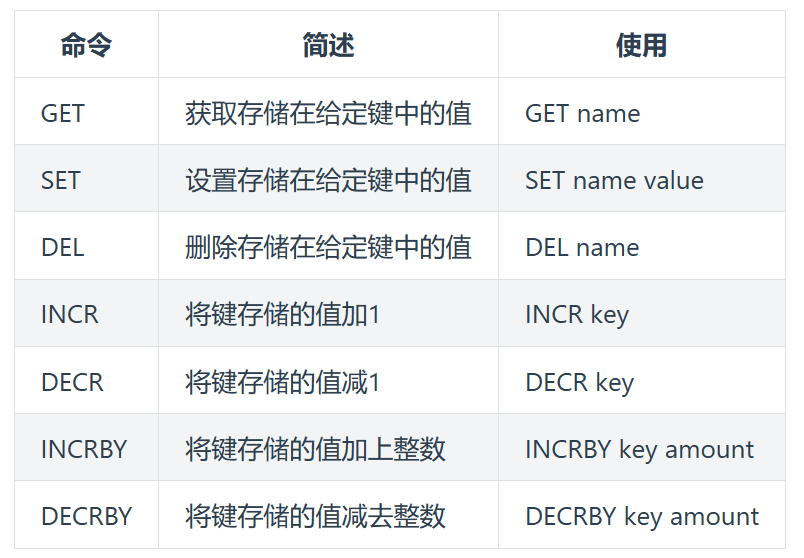 命令 简述 使用
GET 获取存储在给定键中的值 GET name
SET 设置存储在给定键中的值 SET name value
DEL 删除存储在给定键中的值 DEL name
INCR 将键存储的值加1 INCR key
DECR 将键存储的值减1 DECR key
INCRBY 将键存储的值加上整数 INCRBY key amount
DECRBY 将键存储的值减去整数 DECRBY key amount